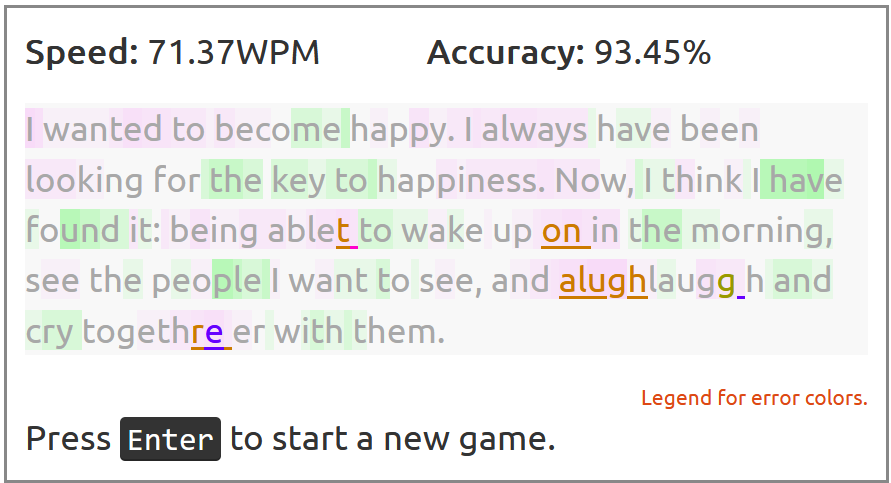 Speed: 71.37WPM Accuracy: 93.45%
I wanted to become happy. I always have been
looking for the key to happiness. Now, I think I have
found it: being ablet to wake up on in the morning,
see the people I want to see, and alughlaugg h and
cry togethre er with them.
Legend for error colors.
Press Enter to start a new game.